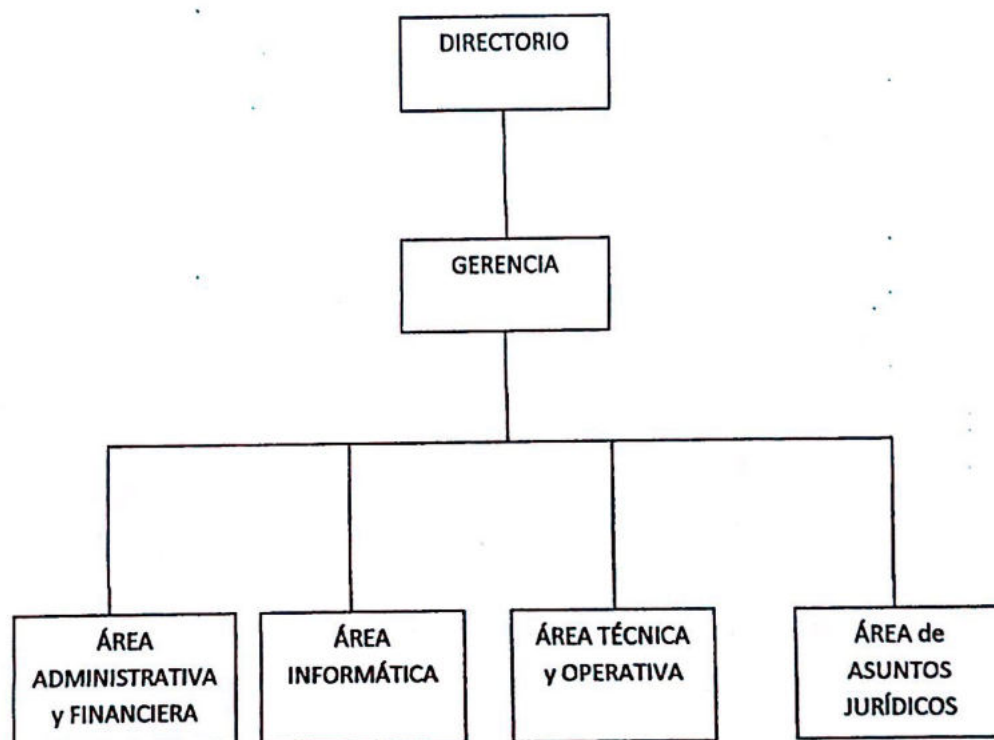 DIRECTORIO
GERENCIA
ÁREA
ADMINISTRATIVA
y FINANCIERA
ÁREA
INFORMÁTICA
ÁREA TÉCNICA
y OPERATIVA
ÁREA de
ASUNTOS
JURÍDICOS